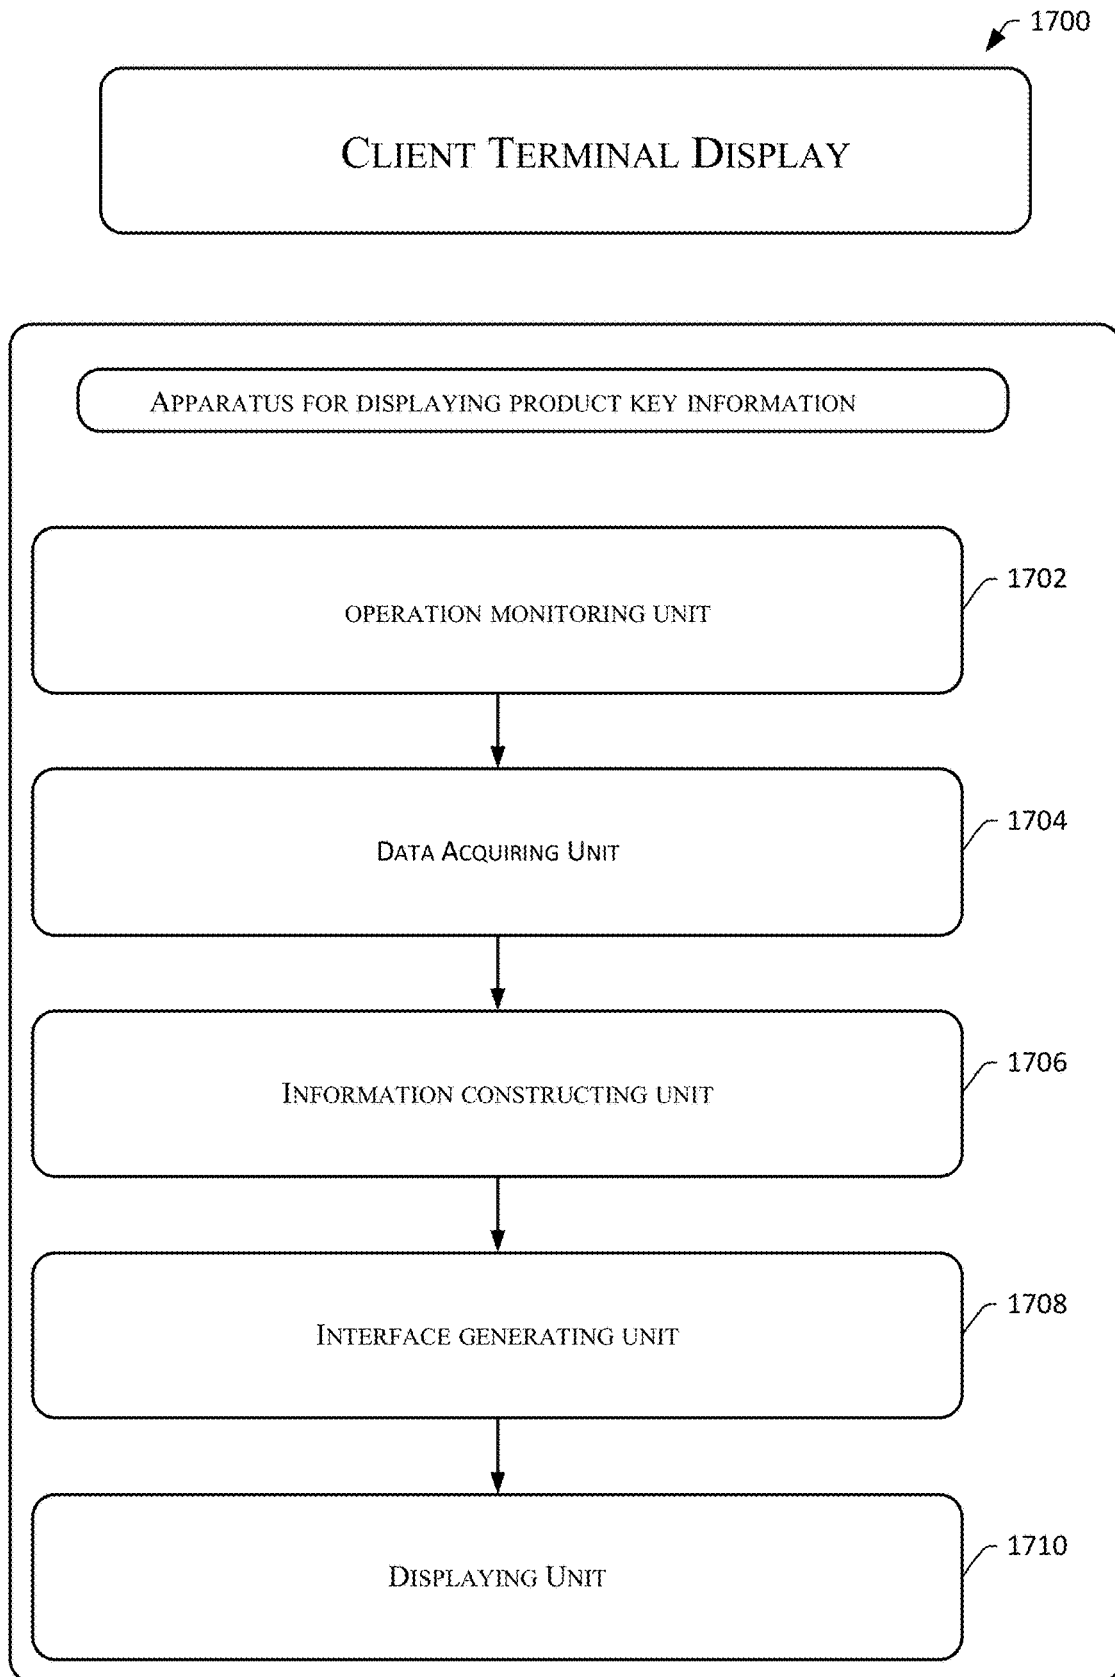 1700
CLIENT TERMINAL DISPLAY
APPARATUS FOR DISPLAYING PRODUCT KEY INFORMATION
OPERATION MONITORING UNIT
1702
DATA ACQUIRING UNIT
1704
INFORMATION CONSTRUCTING UNIT
1706
INTERFACE GENERATING UNIT
1708
DISPLAYING UNIT
1710